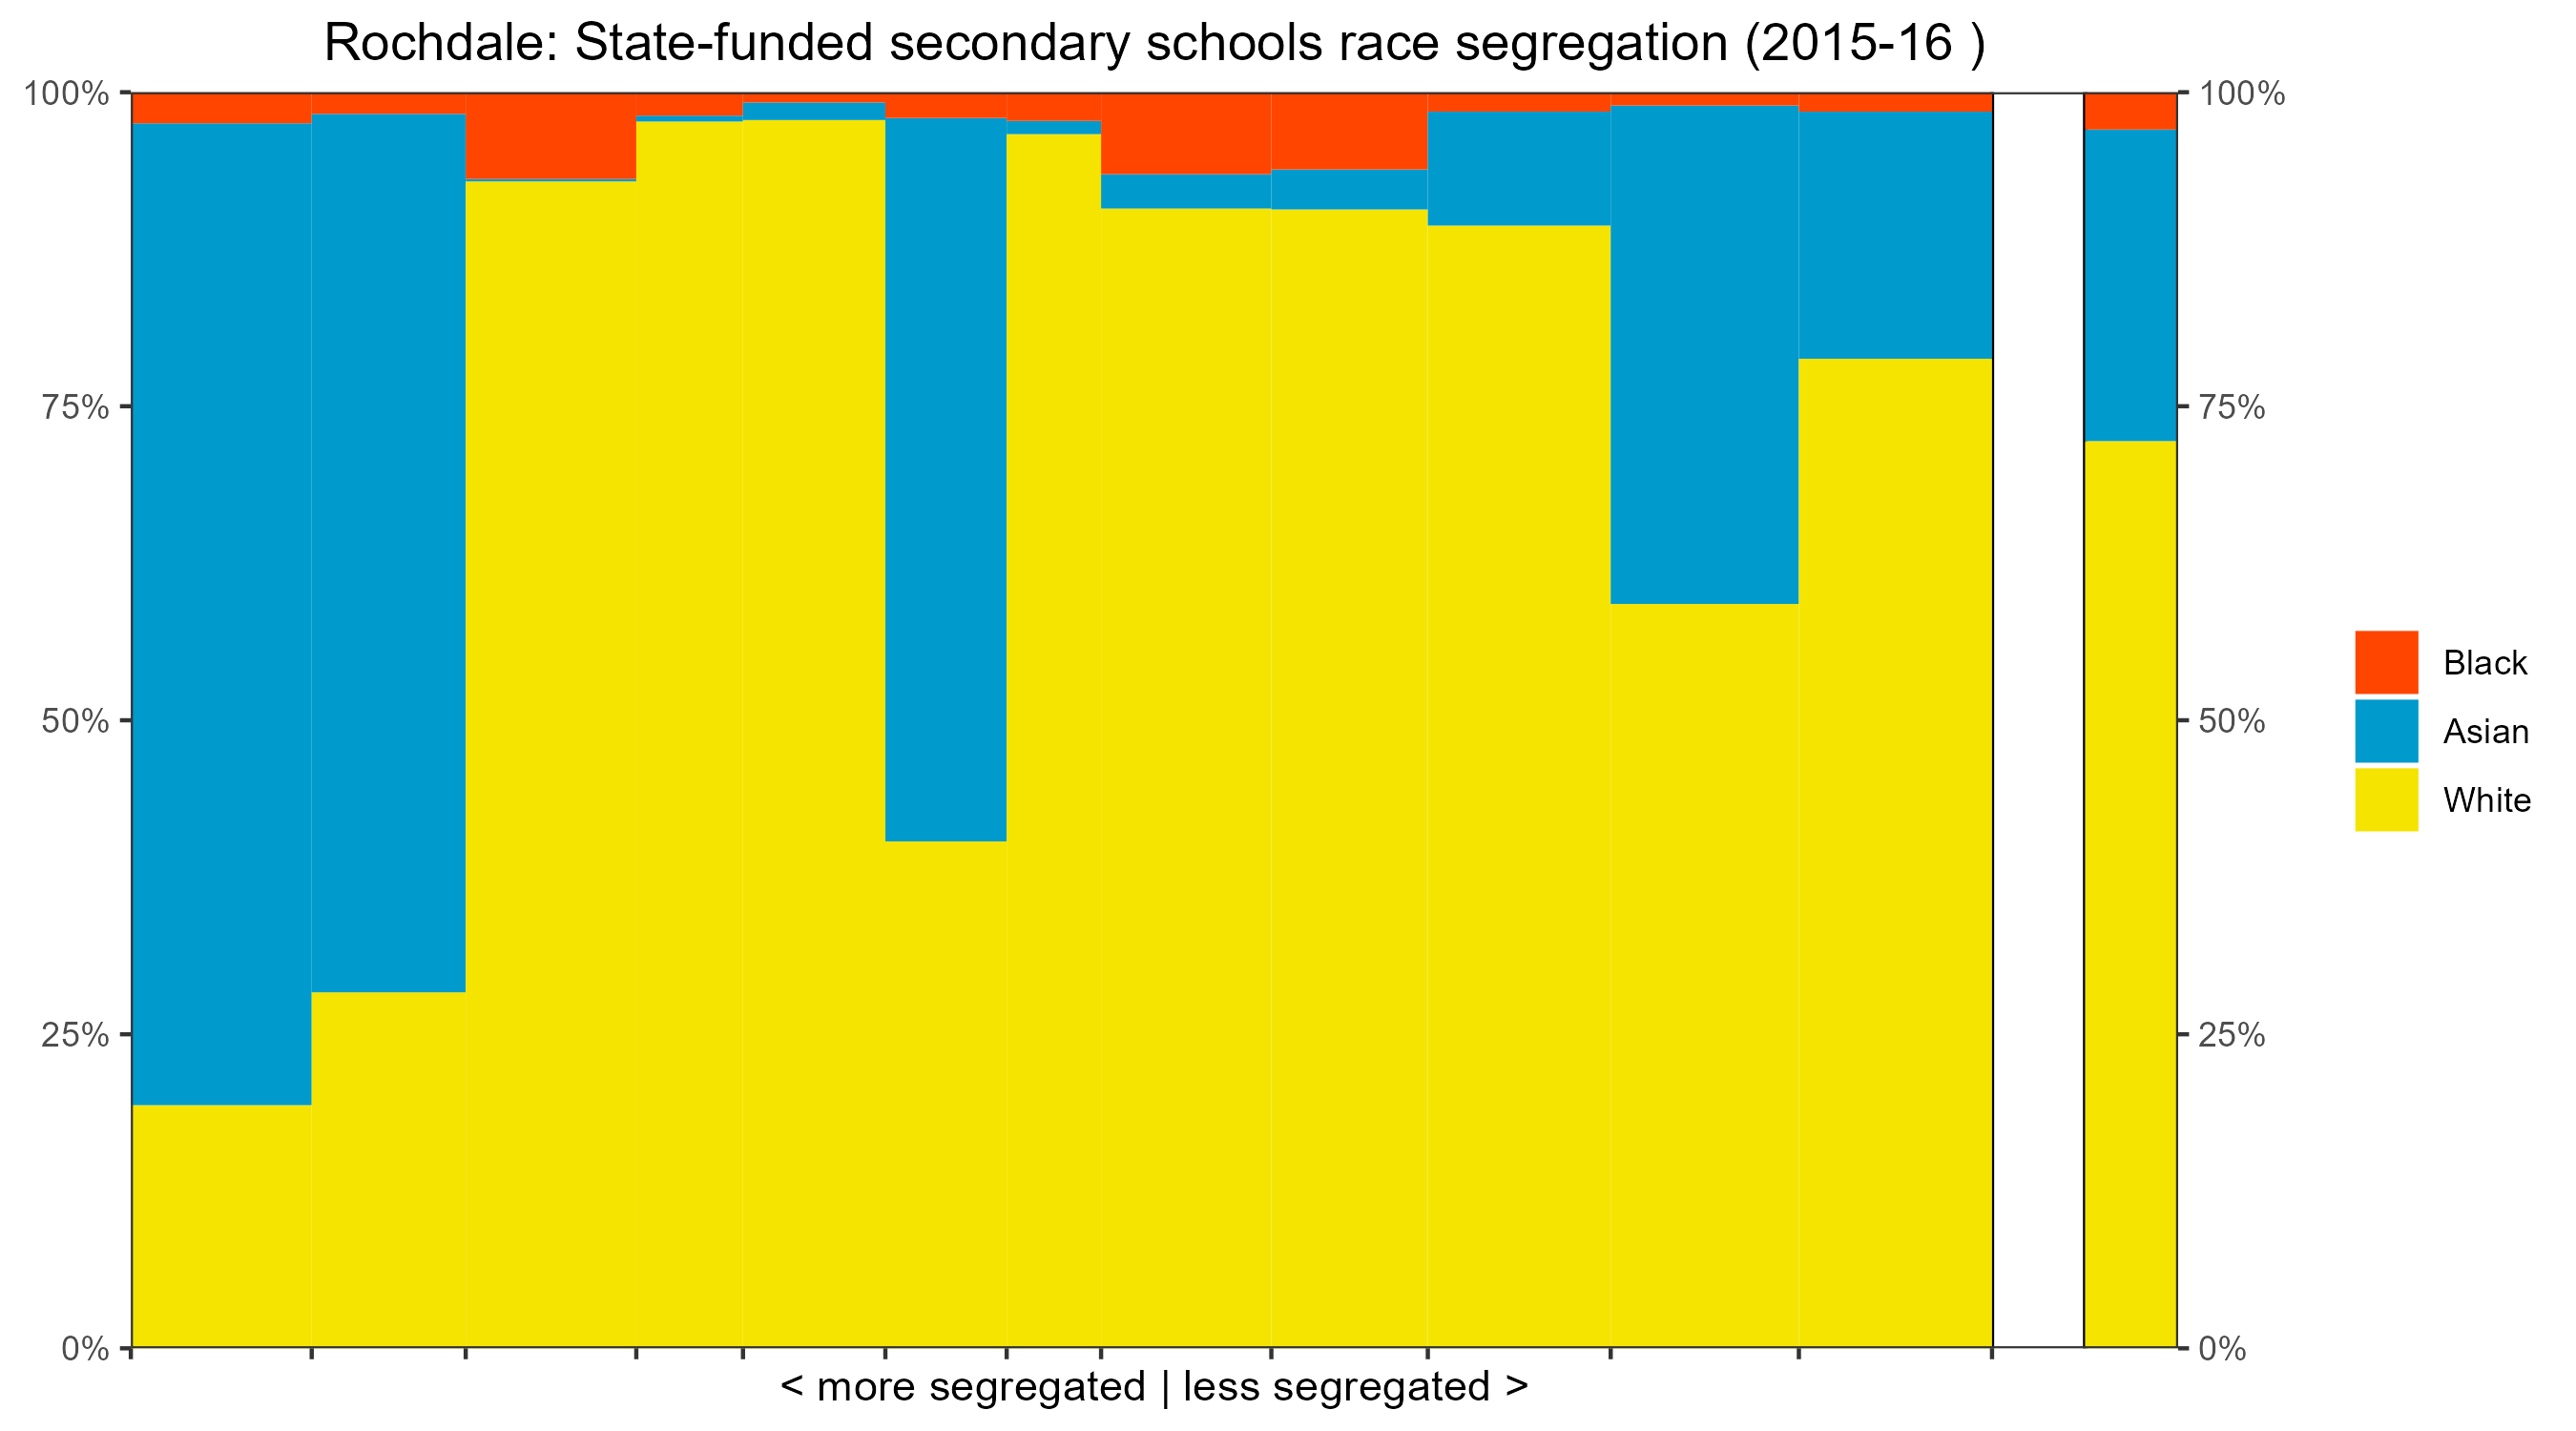 Rochdale: State-funded secondary schools race segregation (2015-16 )
100%
75%
50%
25%
0%
100%
75%
50%
25%
0%
Black
Asian
White
< more segregated | less segregated >